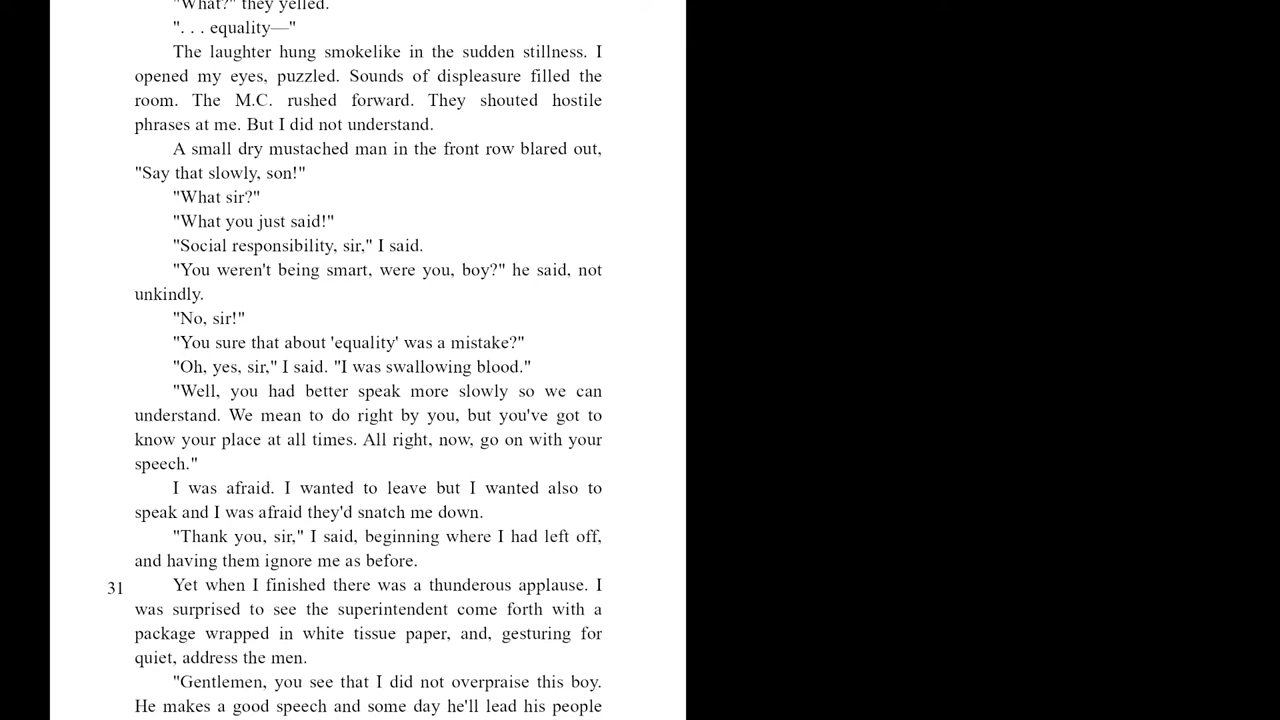 "What?" they yelled.
". . . equality—"
The laughter hung smokelike in the sudden stillness. I
opened my eyes, puzzled. Sounds of displeasure filled the
room. The M.C. rushed forward. They shouted hostile
phrases at me. But I did not understand.
A small dry mustached man in the front row blared out,
"Say that slowly, son!"
"What sir?"
"What you just said!"
"Social responsibility, sir," I said.
"You weren't being smart, were you, boy?" he said, not
unkindly.
"No, sir!"
"You sure that about 'equality' was a mistake?"
"Oh, yes, sir," I said. "I was swallowing blood."
"Well, you had better speak more slowly so we can
understand. We mean to do right by you, but you've got to
know your place at all times. All right, now, go on with your
speech."
I was afraid. I wanted to leave but I wanted also to
speak and I was afraid they'd snatch me down.
"Thank you, sir," I said, beginning where I had left off,
and having them ignore me as before.
31 Yet when I finished there was a thunderous applause. I
was surprised to see the superintendent come forth with a
package wrapped in white tissue paper, and, gesturing for
quiet, address the men.
"Gentlemen, you see that I did not overpraise this boy.
He makes a good speech and some day he'll lead his people